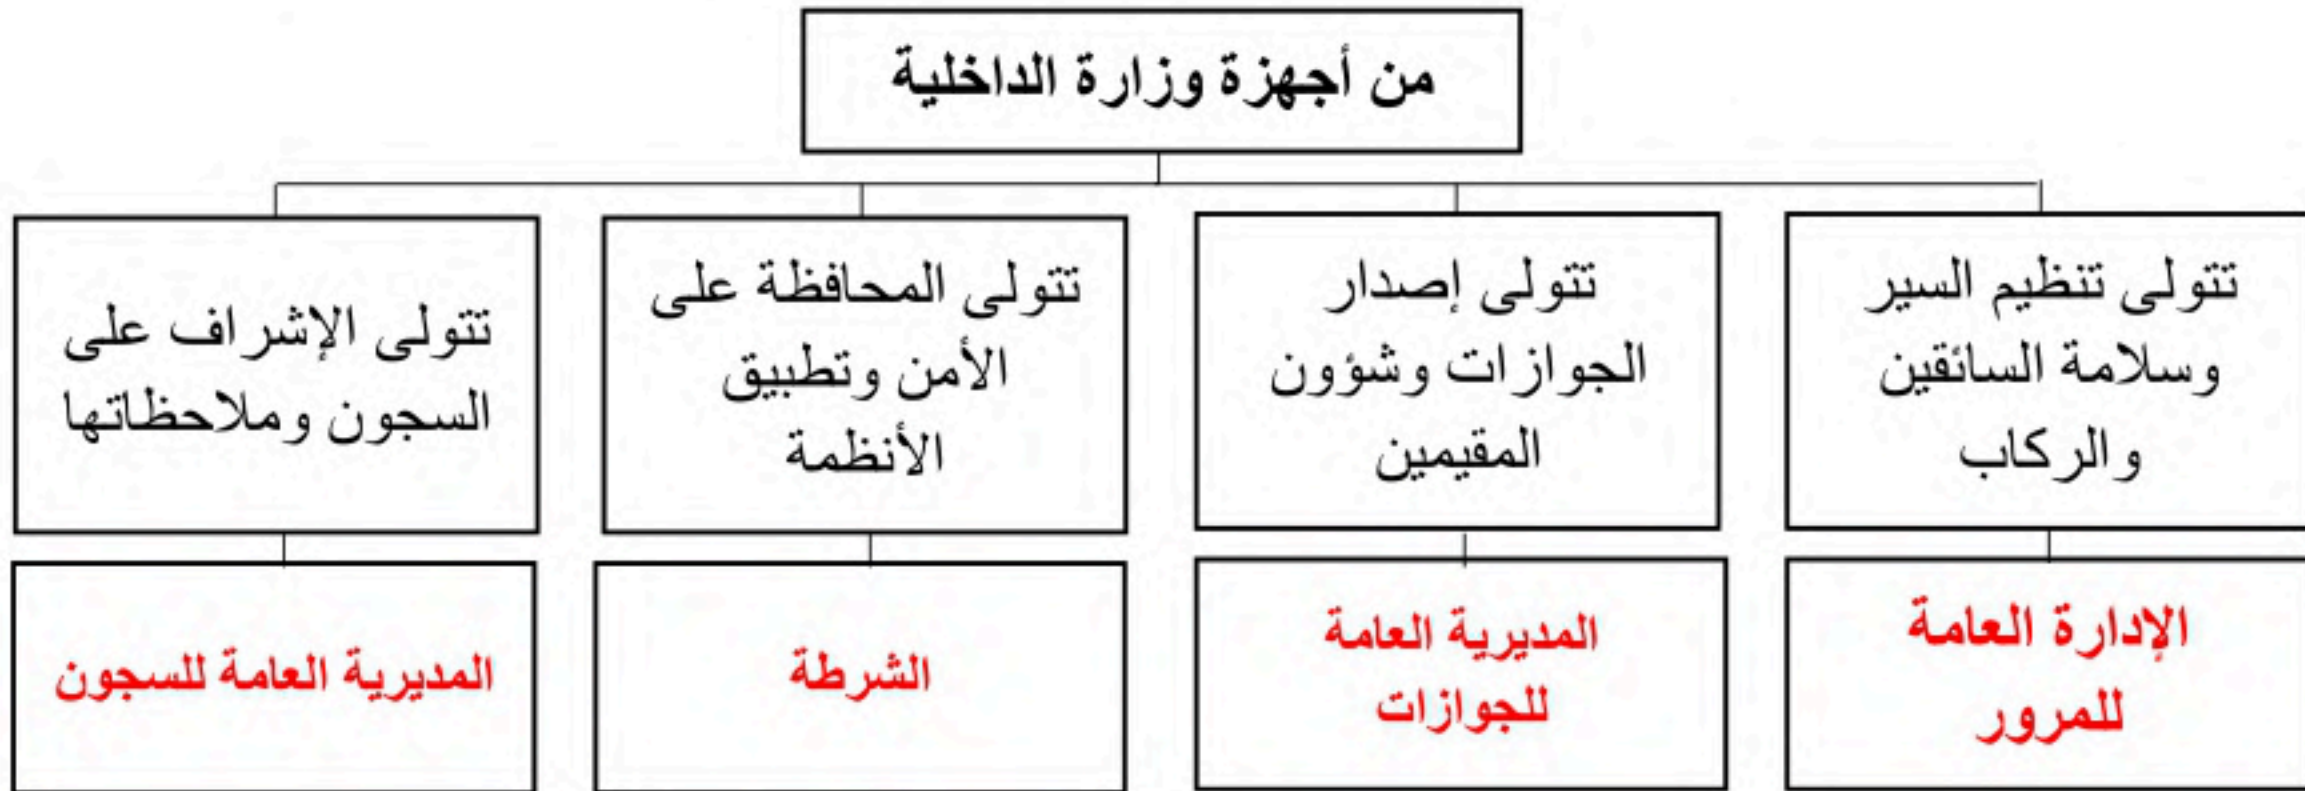 من أجهزة وزارة الداخلية
تتولى تنظيم السير
وسلامة السائقين
والركاب
تتولى إصدار
الجوازات وشؤون
المقيمين
تتولى المحافظة على
الأمن وتطبيق
الأنظمة
تتولى الإشراف على
السجون وملاحظاتها
الإدارة العامة
للمرور
المديرية العامة
للجوازات
الشرطة
المديرية العامة للسجون